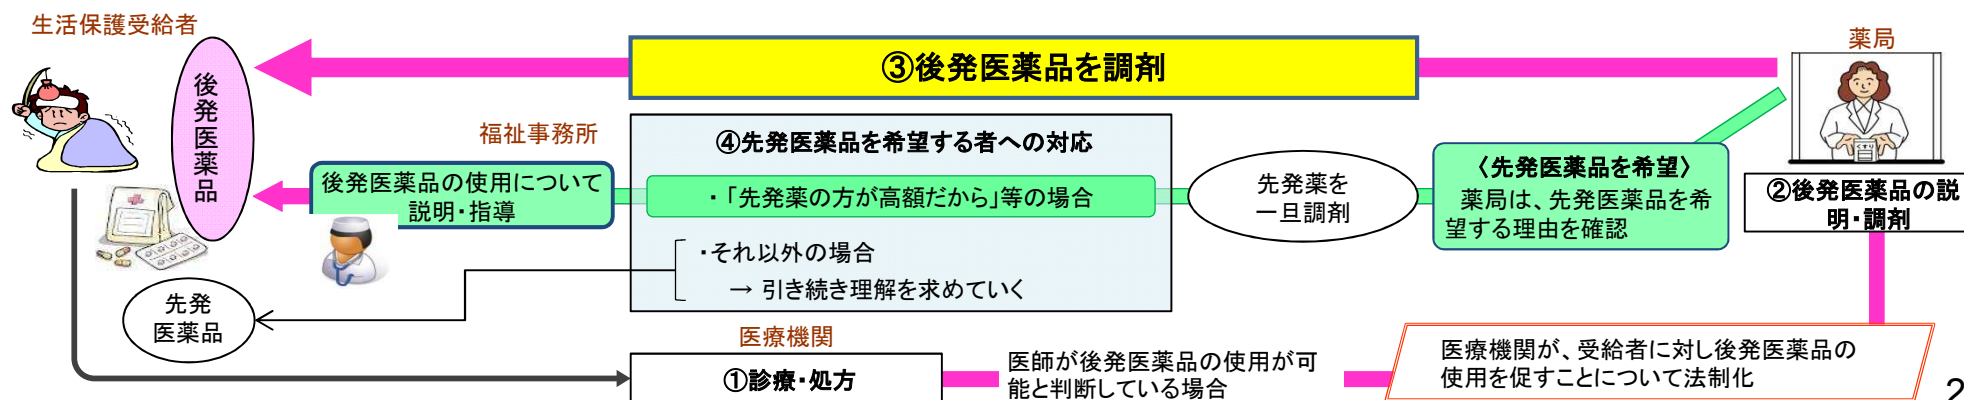 生活保護受給者
後発医薬品
③後発医薬品を調剤
薬局
福祉事務所
後発医薬品の使用について
説明・指導
④先発医薬品を希望する者への対応
・「先発薬の方が高額だから」等の場合
・それ以外の場合
→ 引き続き理解を求めていく
先発薬を
一旦調剤
〈先発医薬品を希望〉
薬局は、先発医薬品を希
望する理由を確認
くすり
②後発医薬品の説
明・調剤
先発
医薬品
医療機関
①診療・処方
医師が後発医薬品の使用が可
能と判断している場合
医療機関が、受給者に対し後発医薬品の
使用を促すことについて法制化
2